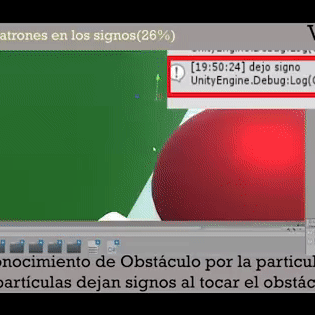 atrones en los signos(26%)
UnityEngine.Debug:Log(
[19:50:24] dejo signo
UnityEngine.Debug:Log(
onocimiento de Obstáculo por la particul
partículas dejan signos al tocar el obstác